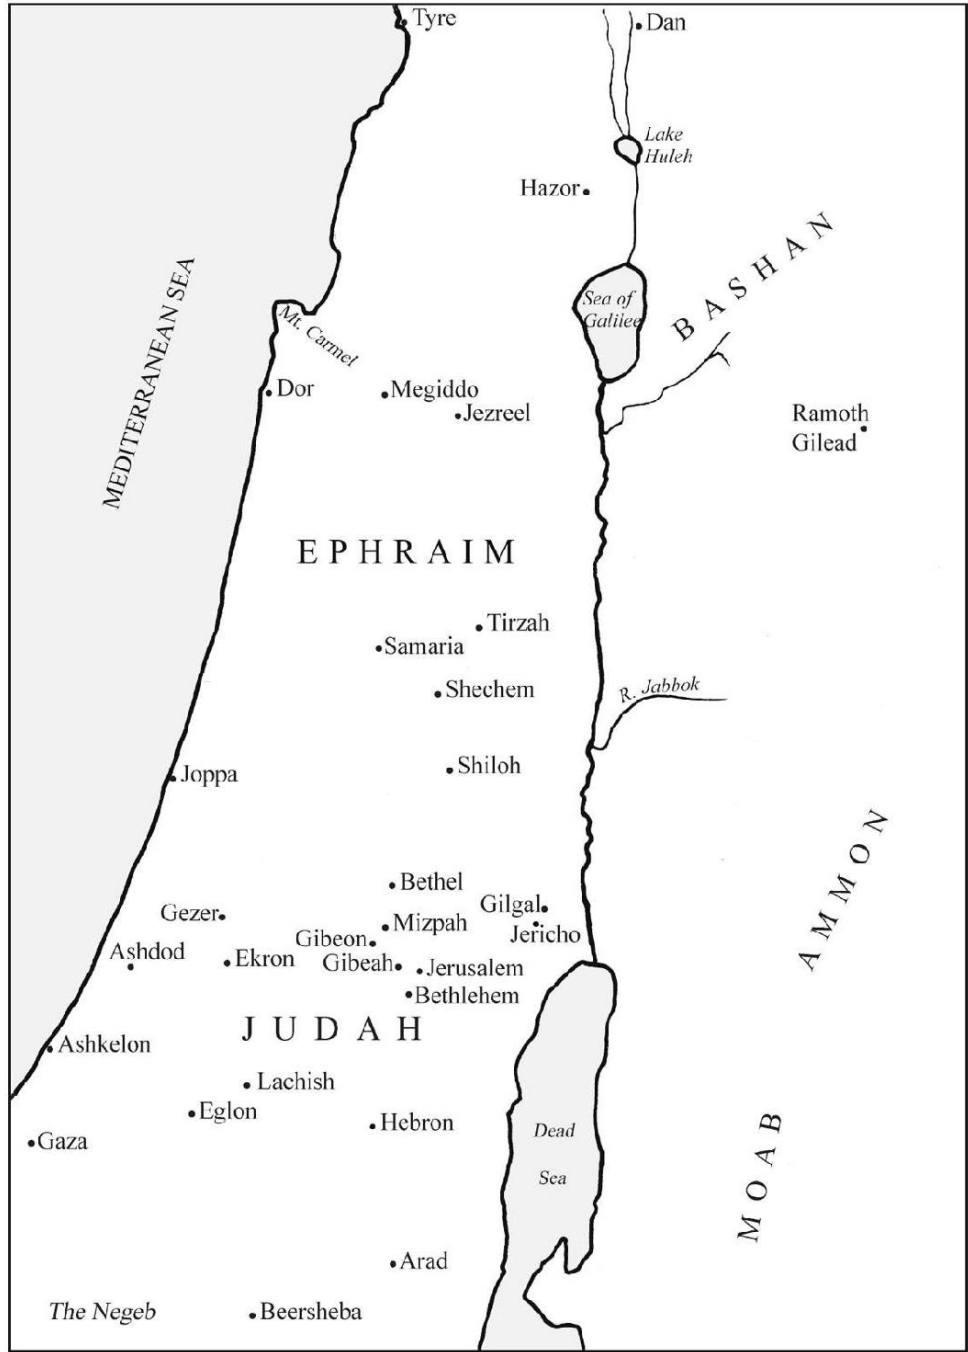 Tyre
Dan
Lake
Huleh
Hazor
BASHAN
MEDITERRANEAN SEA
Sea of
Galilee
Mt. Carmel
Dor
Megiddo
Jezreel
Ramoth
Gilead
EPHRAIM
Tirzah
Samaria
Shechem
R. Jabbok
Shiloh
Joppa
AMMON
Bethel
Gilgal
Gezer
Mizpah
Jericho
Gibeon
Ashdod
Ekron
Gibeah
Jerusalem
Bethlehem
JUDAH
Ashkelon
Lachish
Eglon
Hebron
Dead
Sea
Gaza
MOAB
Arad
The Negeb
Beersheba